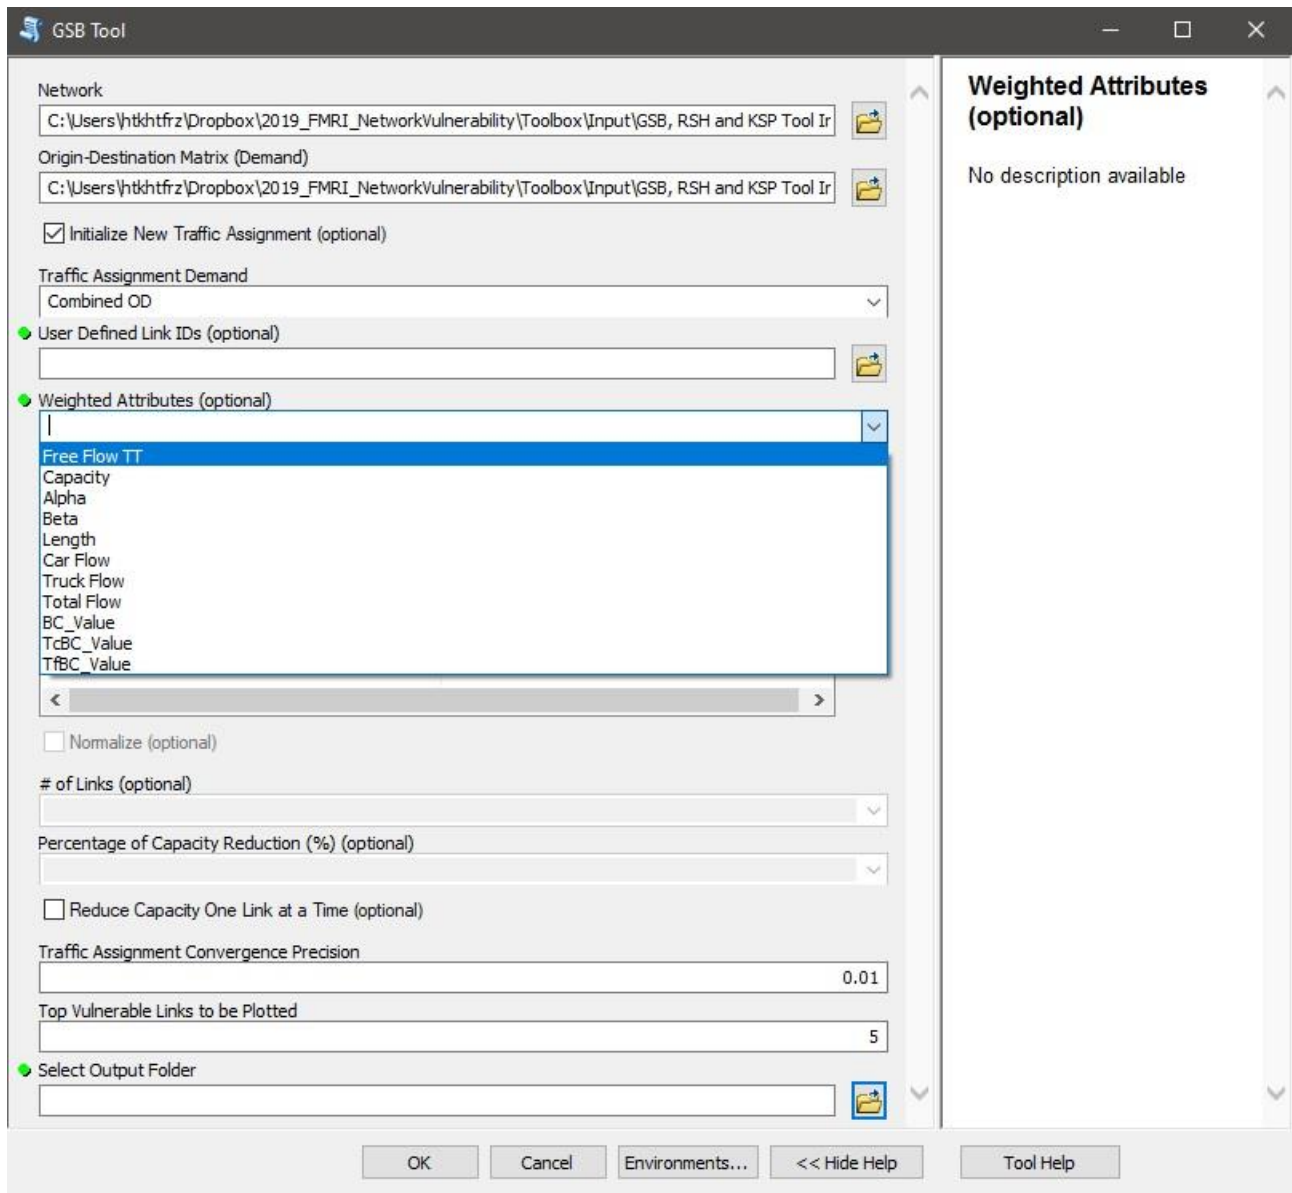 GSB Tool
Network
C:\Users\htkhtfrz\Dropbox\2019_FMRI_NetworkVulnerability\Toolbox\Input\GSB, RSH and KSP Tool Ir
Origin-Destination Matrix (Demand)
C:\Users\htkhtfrz\Dropbox\2019_FMRI_NetworkVulnerability\Toolbox\Input\GSB, RSH and KSP Tool Ir
Initialize New Traffic Assignment (optional)
Traffic Assignment Demand
Combined OD
User Defined Link IDs (optional)
Weighted Attributes (optional)
Free Flow TT
Capacity
Alpha
Beta
Length
Car Flow
Truck Flow
Total Flow
BC_Value
TcBC_Value
TfBC_Value
Normalize (optional)
# of Links (optional)
Percentage of Capacity Reduction (%) (optional)
Reduce Capacity One Link at a Time (optional)
Traffic Assignment Convergence Precision
0.01
Top Vulnerable Links to be Plotted
5
Select Output Folder
Weighted Attributes
(optional)
No description available
OK
Cancel
Environments...
<< Hide Help
Tool Help